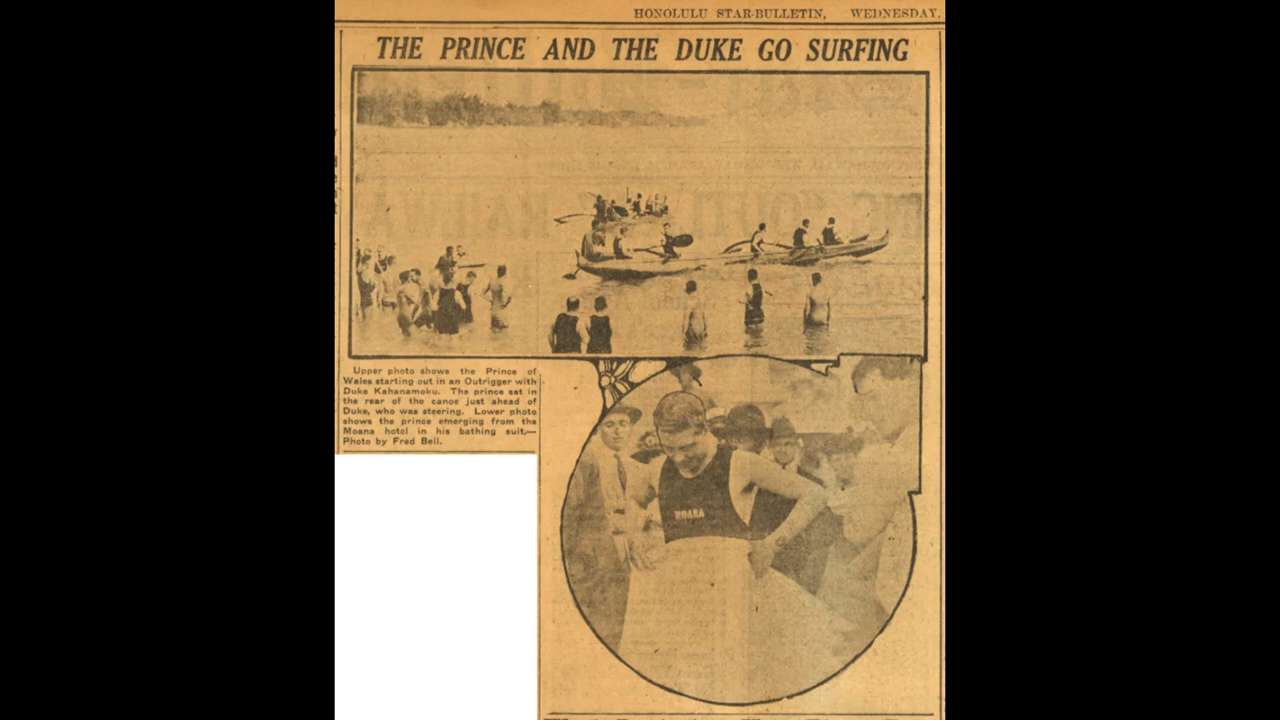 HONOLULU STAR-BULLETIN, WEDNESDAY,
THE PRINCE AND THE DUKE GO SURFING
Upper photo shows the Prince of
Wales starting out in an Outrigger with
Duke Kahanamoku. The prince sat in
the rear of the canoe just ahead of
Duke, who was steering. Lower photo
shows the prince emerging from the
Moana hotel in his bathing suit,—
Photo by Fred Bell.
MOANA